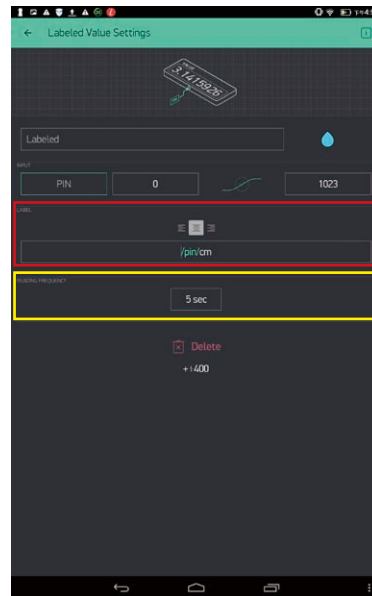 Labeled Value Settings
3.1415926
Labeled
INPUT
PIN 0 1023
LABEL
/pin/cm
READING FREQUENCY
5 sec
Delete
+400